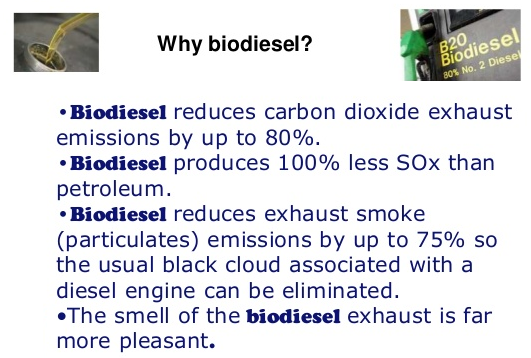 Why biodiesel?
B20
Biodiesel
80% No. 2 Diesel
•Biodiesel reduces carbon dioxide exhaust
emissions by up to 80%.
•Biodiesel produces 100% less SOx than
petroleum.
•Biodiesel reduces exhaust smoke
(particulates) emissions by up to 75% so
the usual black cloud associated with a
diesel engine can be eliminated.
•The smell of the biodiesel exhaust is far
more pleasant.